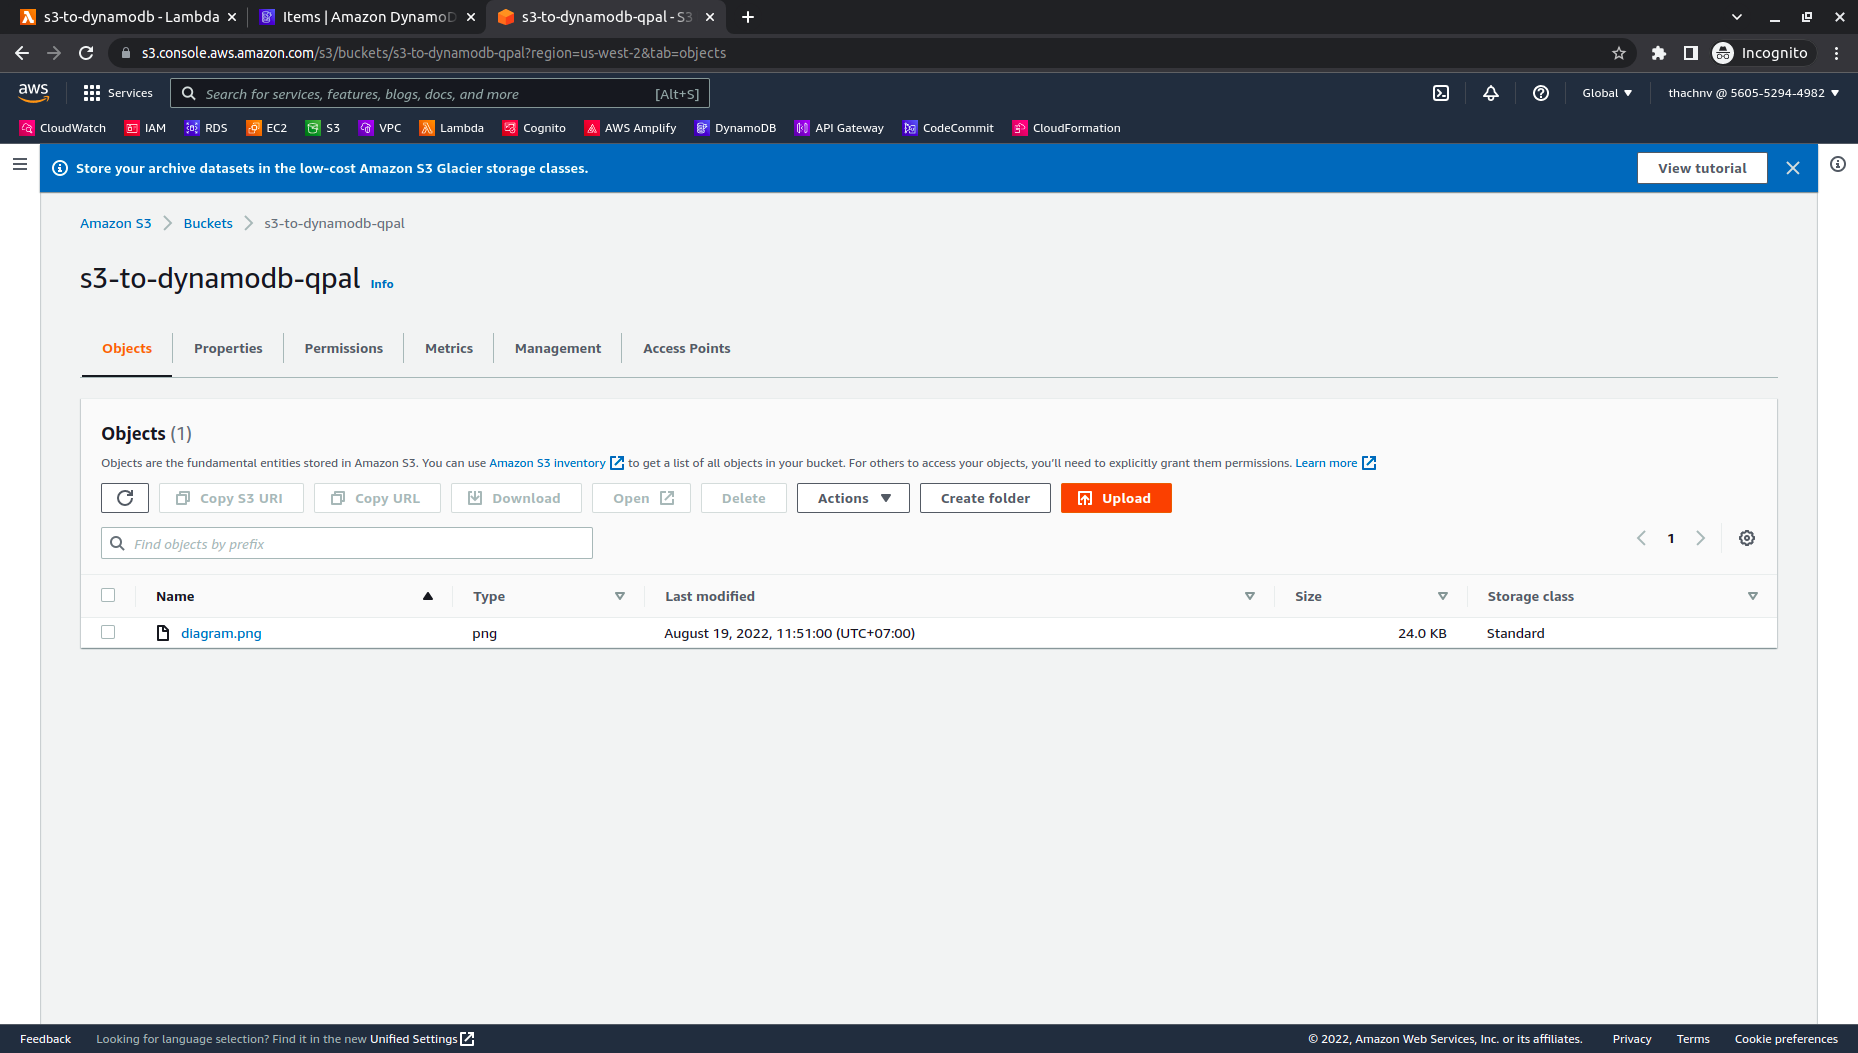 s3-to-dynamodb - Lambda
Items | Amazon DynamoD
s3-to-dynamodb-qpal - S3
s3.console.aws.amazon.com/s3/buckets/s3-to-dynamodb-qpal?region=us-west-2&tab=objects
Incognito
aws
Services
Search for services, features, blogs, docs, and more
[Alt+S]
Global
thachnv @ 5605-5294-4982
CloudWatch
IAM
RDS
EC2
S3
VPC
Lambda
Cognito
AWS Amplify
DynamoDB
API Gateway
CodeCommit
CloudFormation
Store your archive datasets in the low-cost Amazon S3 Glacier storage classes.
View tutorial
Amazon S3
Buckets
s3-to-dynamodb-qpal
s3-to-dynamodb-qpal Info
Objects
Properties
Permissions
Metrics
Management
Access Points
Objects (1)
Objects are the fundamental entities stored in Amazon S3. You can use Amazon S3 inventory to get a list of all objects in your bucket. For others to access your objects, you'll need to explicitly grant them permissions. Learn more
Copy S3 URI
Copy URL
Download
Open
Delete
Actions
Create folder
Upload
Find objects by prefix
1
Name
Type
Last modified
Size
Storage class
diagram.png
png
August 19, 2022, 11:51:00 (UTC+07:00)
24.0 KB
Standard
Feedback
Looking for language selection? Find it in the new Unified Settings
© 2022, Amazon Web Services, Inc. or its affiliates.
Privacy
Terms
Cookie preferences